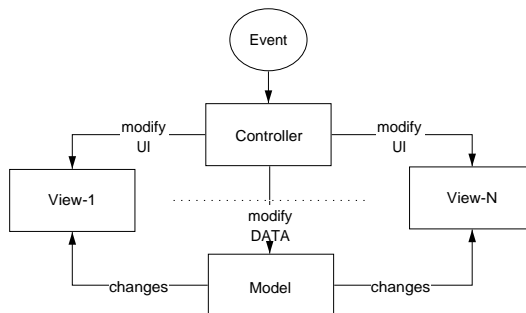 Event
modify
UI
Controller
modify
UI
View-1
View-N
modify
DATA
changes
Model
changes